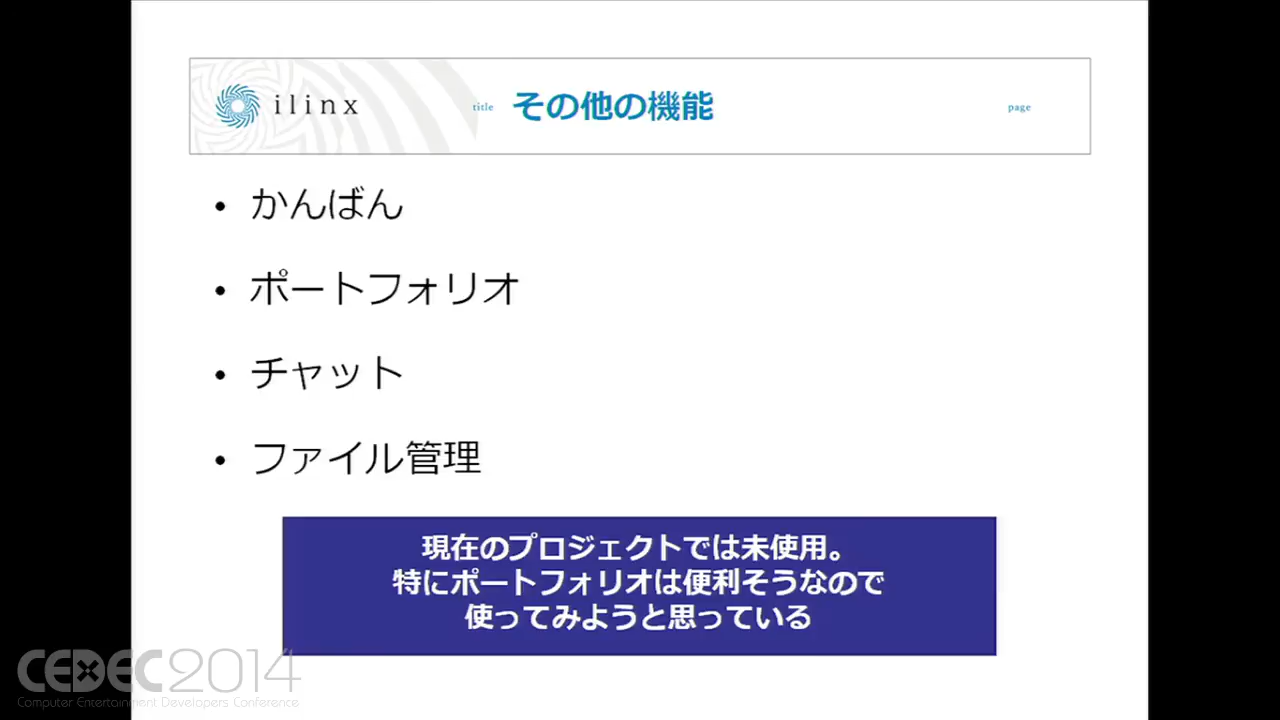 ilinx
title
その他の機能
page
• かんばん
• ポートフォリオ
• チャット
• ファイル管理
現在のプロジェクトでは未使用。
特にポートフォリオは便利そうなので
使ってみようと思っている
CEDEC2014
Computer Entertainment Developers Conference